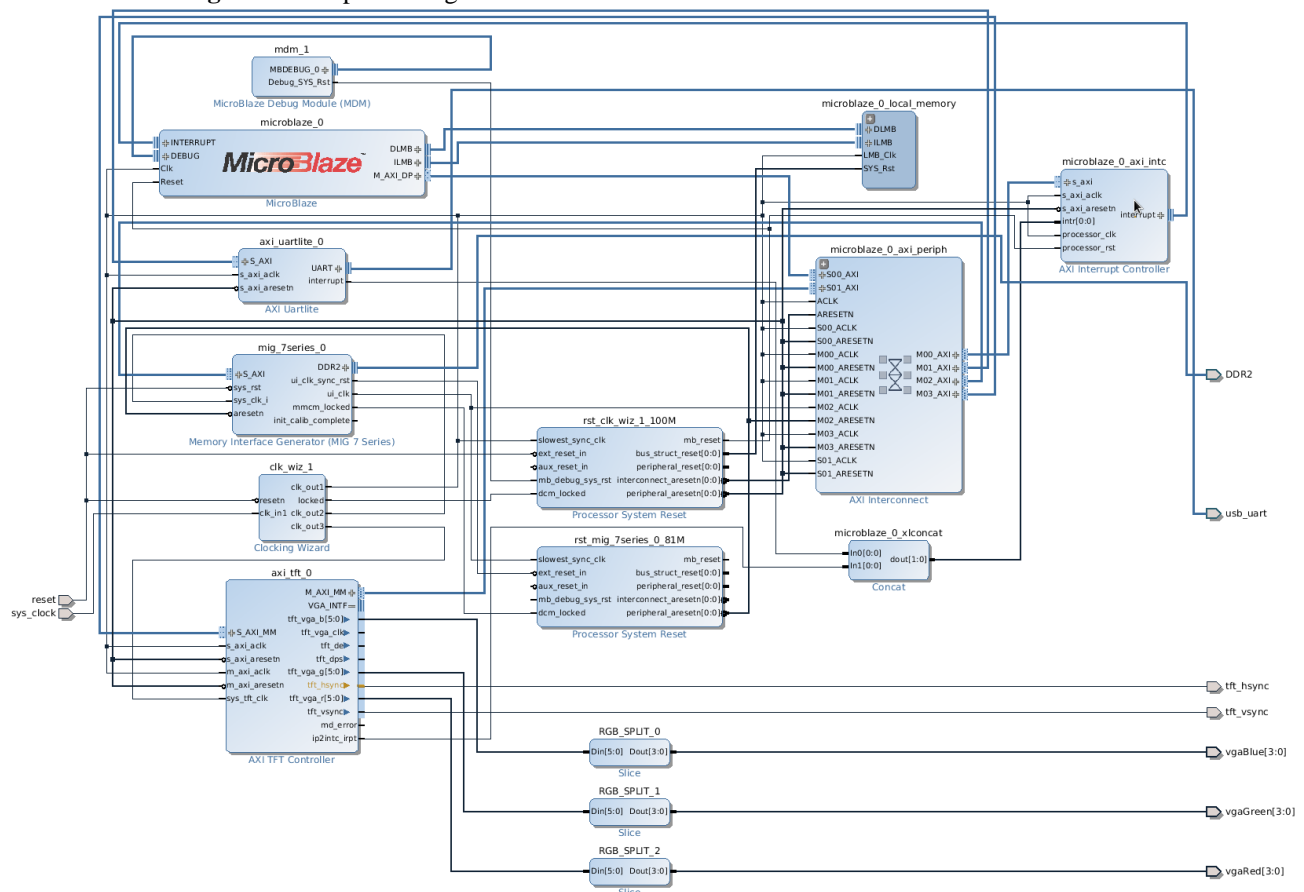 mdm_1
MBDEBUG_0
Debug_SYS_Rst
MicroBlaze Debug Module (MDM)
microblaze_0
INTERRUPT
DEBUG
Clk
Reset
MicroBlaze™
DLMB
ILMB
M_AXI_DP
MicroBlaze
microblaze_0_local_memory
DLMB
ILMB
LMB_Clk
SYS_Rst
microblaze_0_axi_intc
s_axi
s_axi_aclk
s_axi_aresetn
intr[0:0]
processor_clk
processor_rst
interrupt
AXI Interrupt Controller
axi_uartlite_0
S_AXI
s_axi_aclk
s_axi_aresetn
UART
interrupt
AXI Uartlite
microblaze_0_axi_periph
S00_AXI
S01_AXI
ACLK
ARESETN
S00_ACLK
S00_ARESETN
M00_ACLK
M00_ARESETN
M01_ACLK
M01_ARESETN
M02_ACLK
M02_ARESETN
M03_ACLK
M03_ARESETN
S01_ACLK
S01_ARESETN
M00_AXI
M01_AXI
M02_AXI
M03_AXI
AXI Interconnect
mig_7series_0
S_AXI
sys_rst
sys_clk_i
aresetn
DDR2
ui_clk_sync_rst
ui_clk
mmcm_locked
init_calib_complete
Memory Interface Generator (MIG 7 Series)
DDR2
rst_clk_wiz_1_100M
slowest_sync_clk
ext_reset_in
aux_reset_in
mb_debug_sys_rst
dcm_locked
mb_reset
bus_struct_reset[0:0]
peripheral_reset[0:0]
interconnect_aresetn[0:0]
peripheral_aresetn[0:0]
Processor System Reset
clk_wiz_1
resetn
clk_in1
clk_out1
locked
clk_out2
clk_out3
Clocking Wizard
usb_uart
microblaze_0_xlconcat
In0[0:0]
In1[0:0]
dout[1:0]
Concat
rst_mig_7series_0_81M
slowest_sync_clk
ext_reset_in
aux_reset_in
mb_debug_sys_rst
dcm_locked
mb_reset
bus_struct_reset[0:0]
peripheral_reset[0:0]
interconnect_aresetn[0:0]
peripheral_aresetn[0:0]
Processor System Reset
reset
sys_clock
axi_tft_0
S_AXI_MM
s_axi_aclk
s_axi_aresetn
m_axi_aclk
m_axi_aresetn
sys_tft_clk
M_AXI_MM
VGA_INTF
tft_vga_b[5:0]
tft_vga_clk
tft_de
tft_dps
tft_vga_g[5:0]
tft_hsync
tft_vga_r[5:0]
tft_vsync
md_error
ip2intc_irpt
AXI TFT Controller
tft_hsync
tft_vsync
RGB_SPLIT_0
Din[5:0] Dout[3:0]
Slice
vgaBlue[3:0]
RGB_SPLIT_1
Din[5:0] Dout[3:0]
Slice
vgaGreen[3:0]
RGB_SPLIT_2
Din[5:0] Dout[3:0]
Slice
vgaRed[3:0]